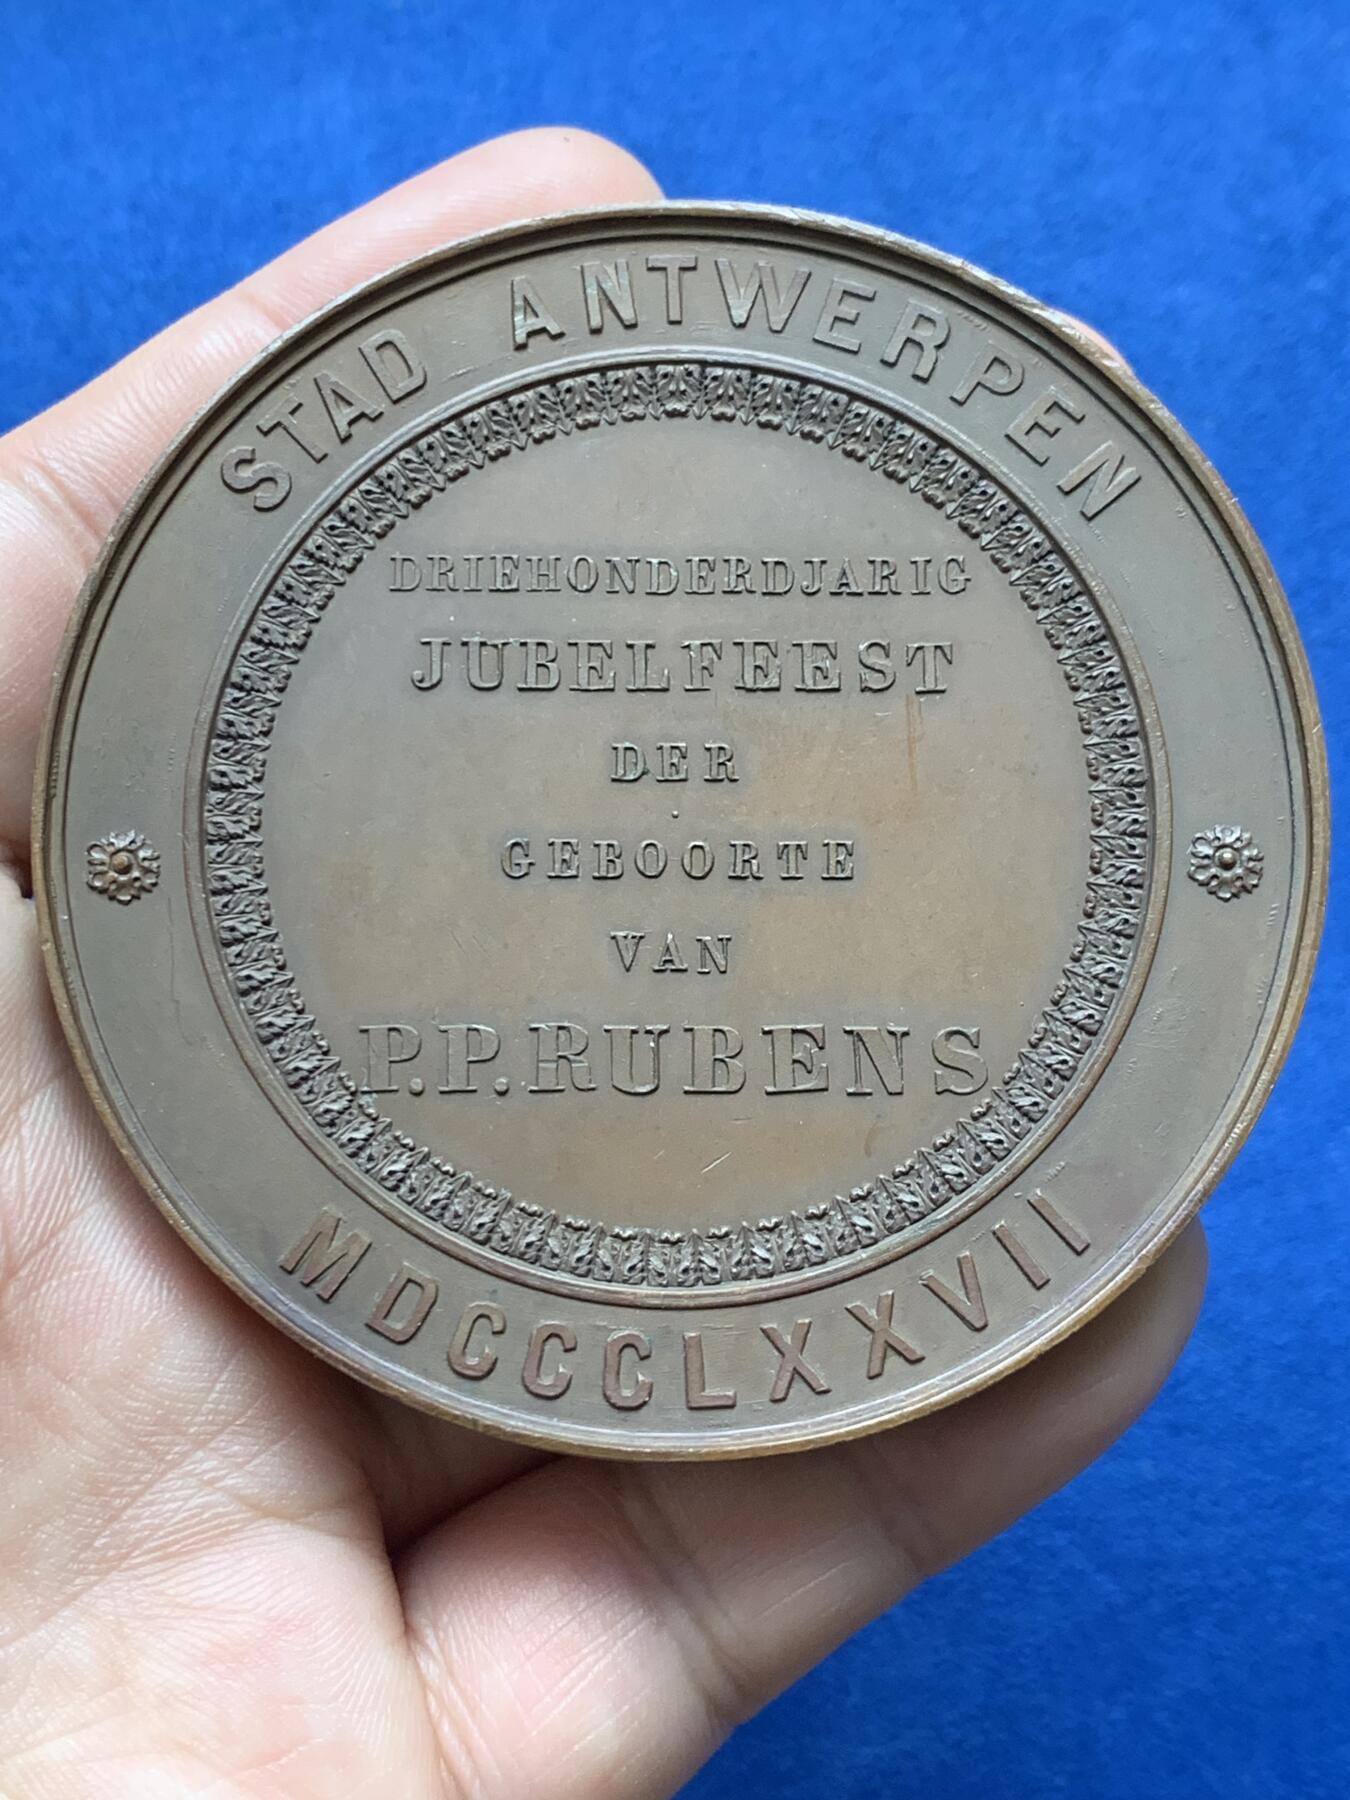 STAD ANTWERPEN
DRIEHONDERDJARIG
JUBELFEEST
DER
GEBOORTE
VAN
P.P.RUBENS
MDCCCLXXVII